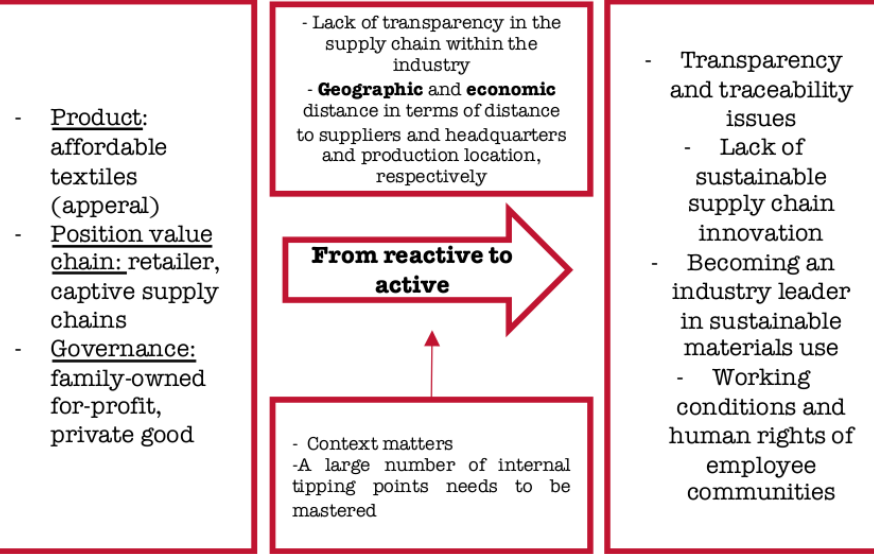 - Product:
affordable
textiles
(apperal)
- Position value
chain: retailer,
captive supply
chains
- Governance:
family-owned
for-profit,
private good
- Lack of transparency in the
supply chain within the
industry
- Geographic and economic
distance in terms of distance
to suppliers and headquarters
and production location,
respectively
From reactive to
active
- Context matters
-A large number of internal
tipping points needs to be
mastered
- Transparency
and traceability
issues
- Lack of
sustainable
supply chain
innovation
- Becoming an
industry leader
in sustainable
materials use
- Working
conditions and
human rights of
employee
communities